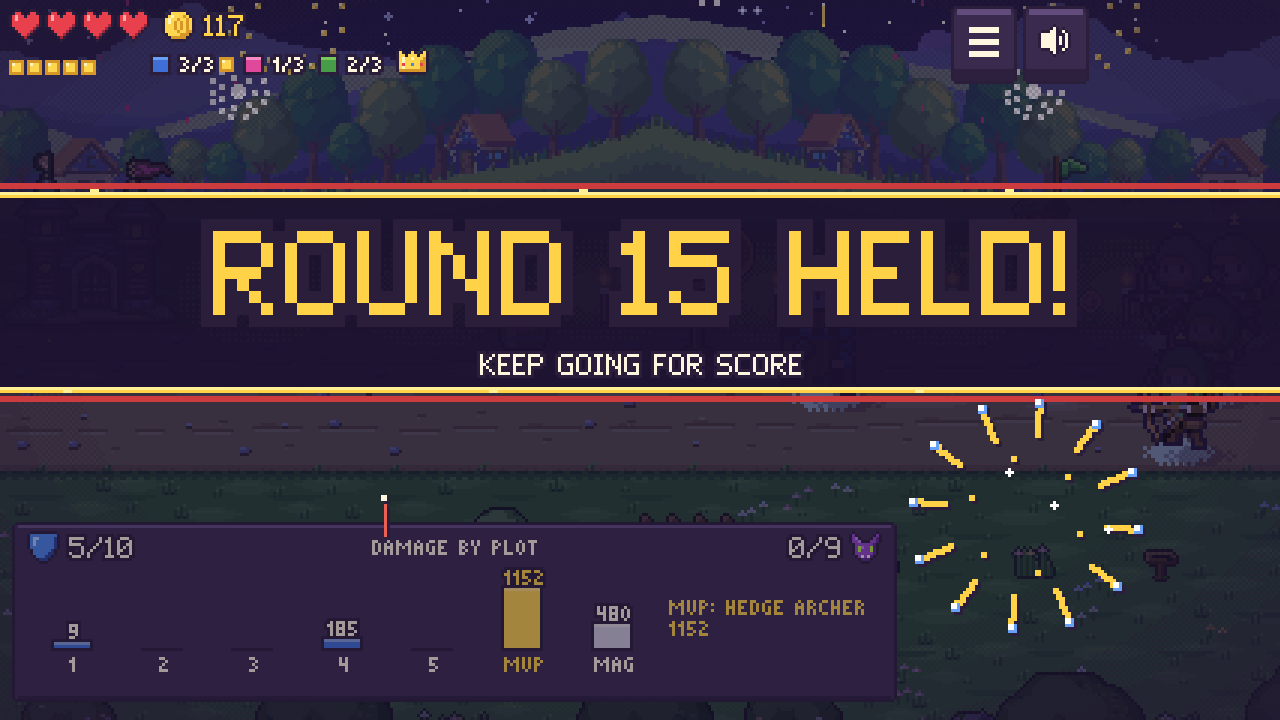 117
3/3 1/3 2/3
ROUND 15 HELD!
KEEP GOING FOR SCORE
5/10 DAMAGE BY PLOT 0/9
1152
9 185 480
MVP: HEDGE ARCHER
1152
1 2 3 4 5 MVP MAG